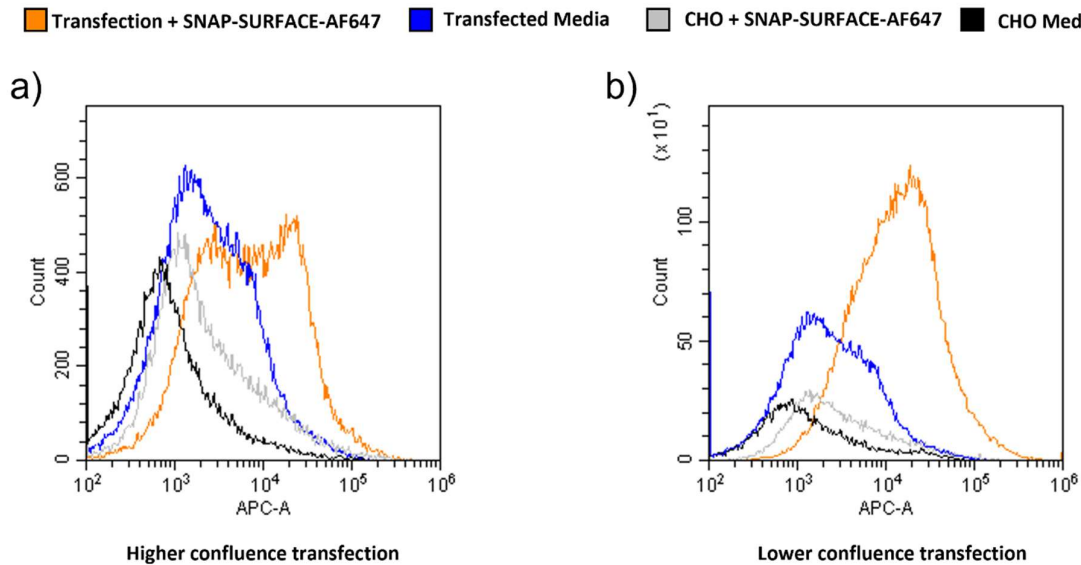 Transfection + SNAP-SURFACE-AF647 Transfected Media CHO + SNAP-SURFACE-AF647 CHO Med
a)
600
400
200
0
Count
10² 10³ 10⁴ 10⁵ 10⁶
APC-A
Higher confluence transfection
b)
(x 10¹)
100
50
0
Count
10² 10³ 10⁴ 10⁵ 10⁶
APC-A
Lower confluence transfection